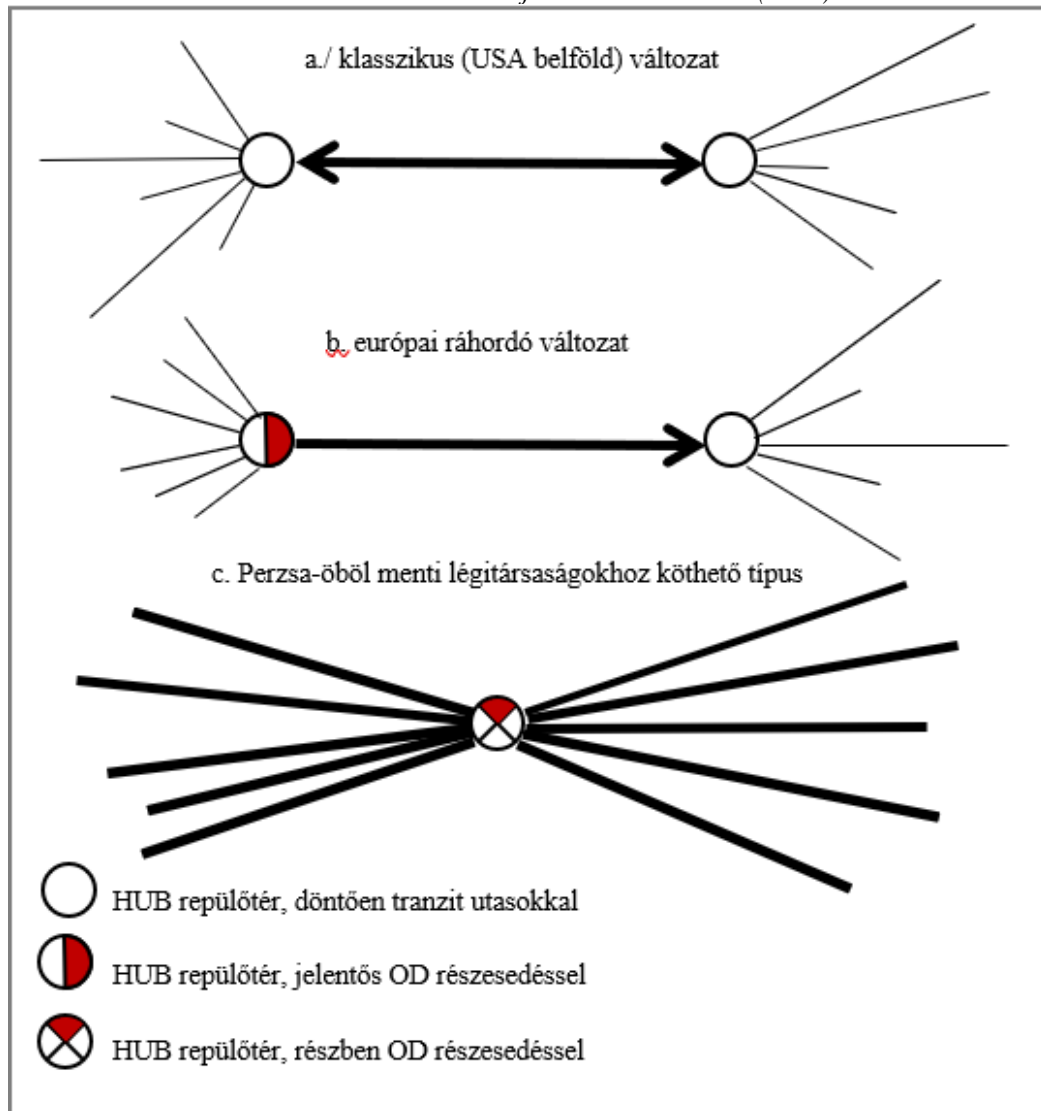 a./ klasszikus (USA belföld) változat
b. európai ráhordó változat
c. Perzsa-öböl menti légitársaságokhoz köthető típus
HUB repülőtér, döntően tranzit utasokkal
HUB repülőtér, jelentős OD részesedéssel
HUB repülőtér, részben OD részesedéssel